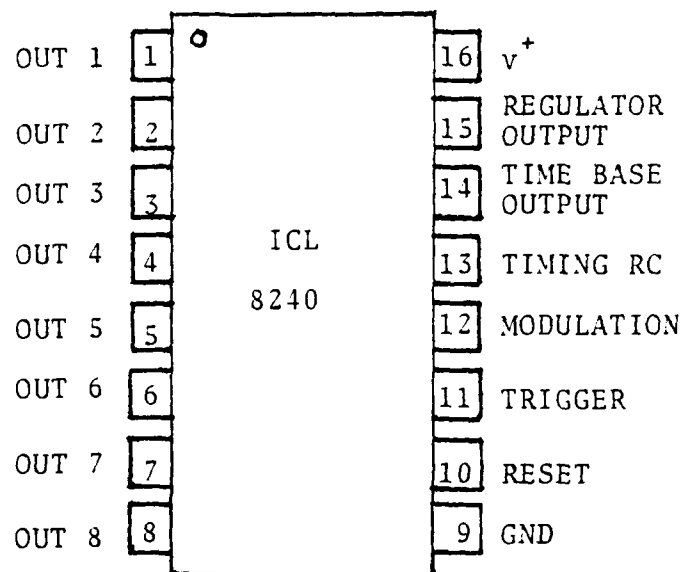 OUT 1 1 16 v+
OUT 2 2 15 REGULATOR
OUTPUT
OUT 3 3 14 TIME BASE
OUTPUT
OUT 4 4 ICL 13 TIMING RC
8240
OUT 5 5 12 MODULATION
OUT 6 6 11 TRIGGER
OUT 7 7 10 RESET
OUT 8 8 9 GND